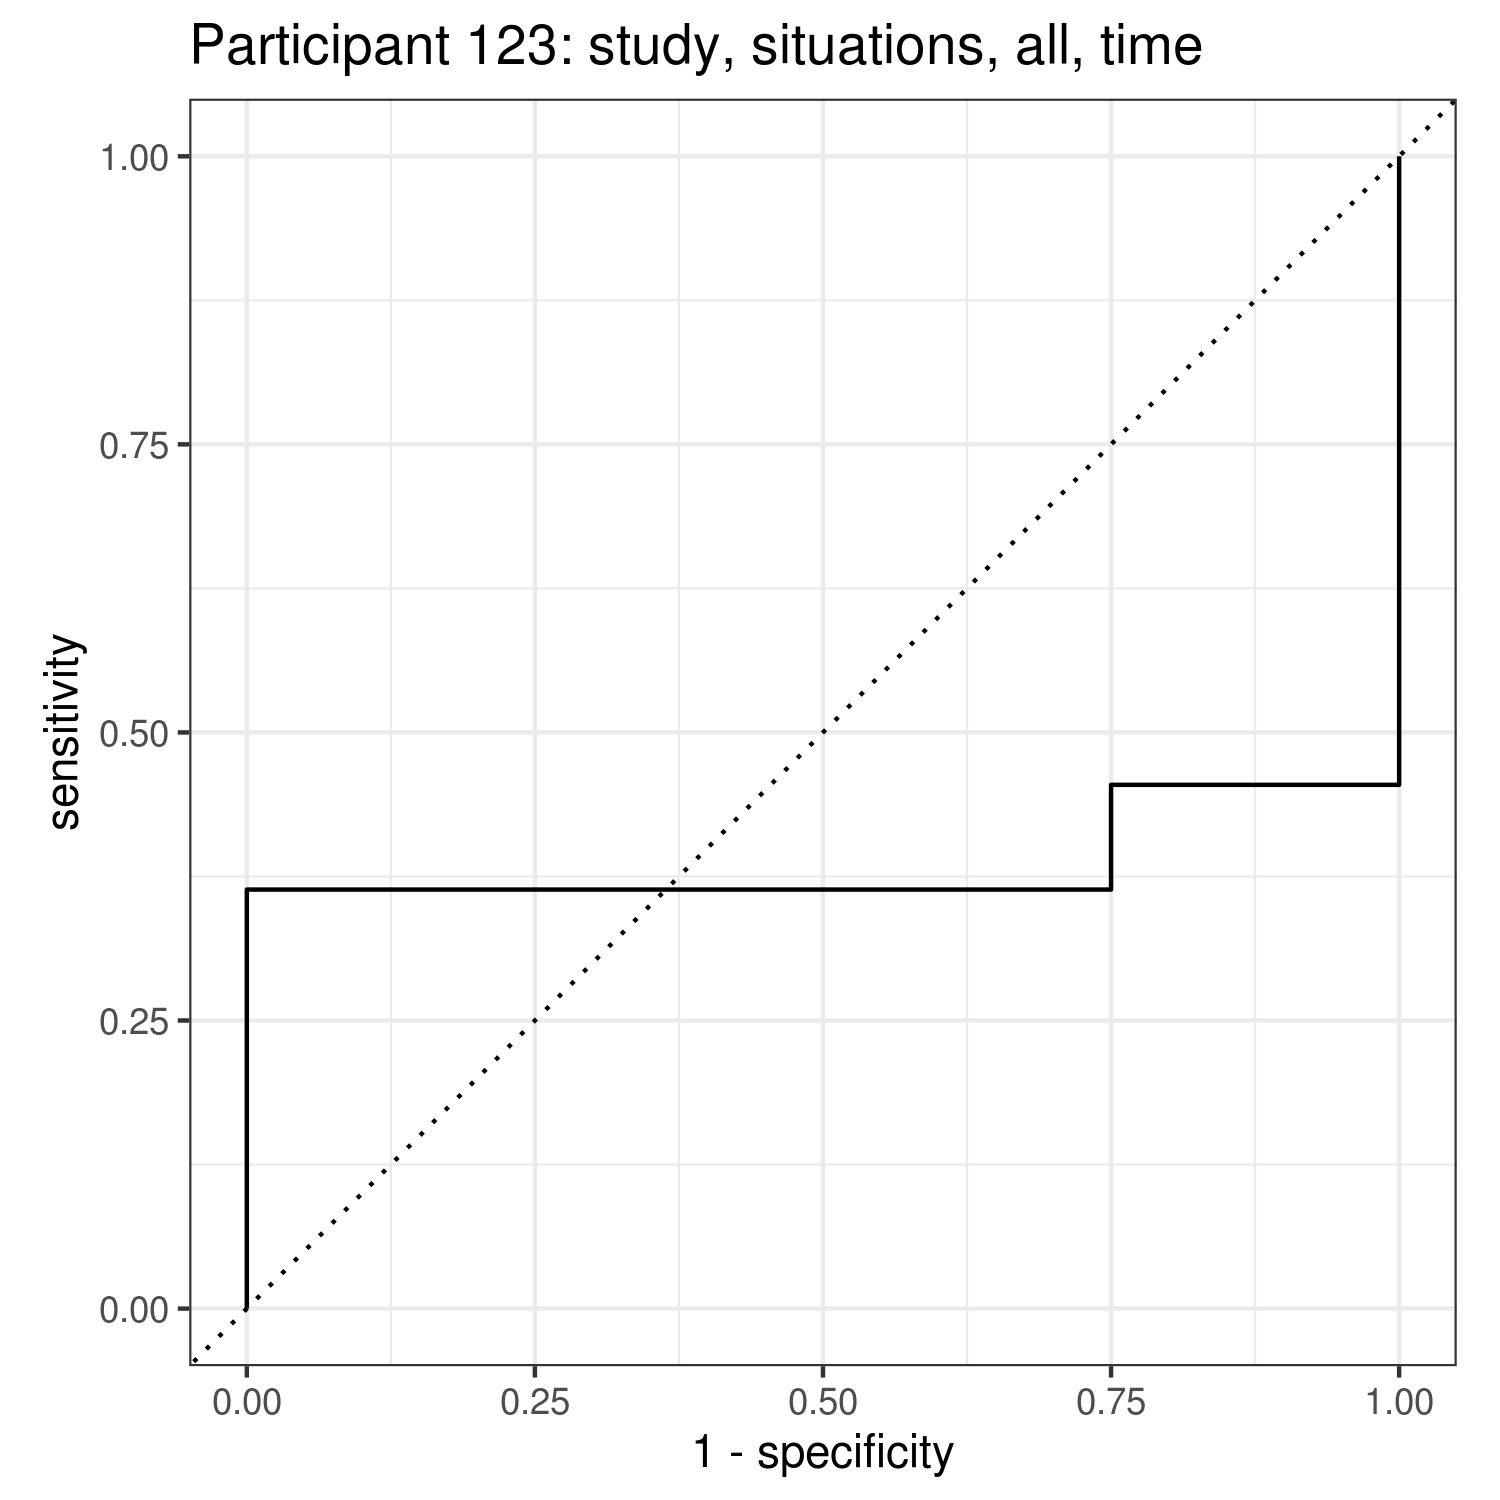 Participant 123: study, situations, all, time
1.00
0.75
0.50
0.25
0.00
sensitivity
0.00 0.25 0.50 0.75 1.00
1 - specificity